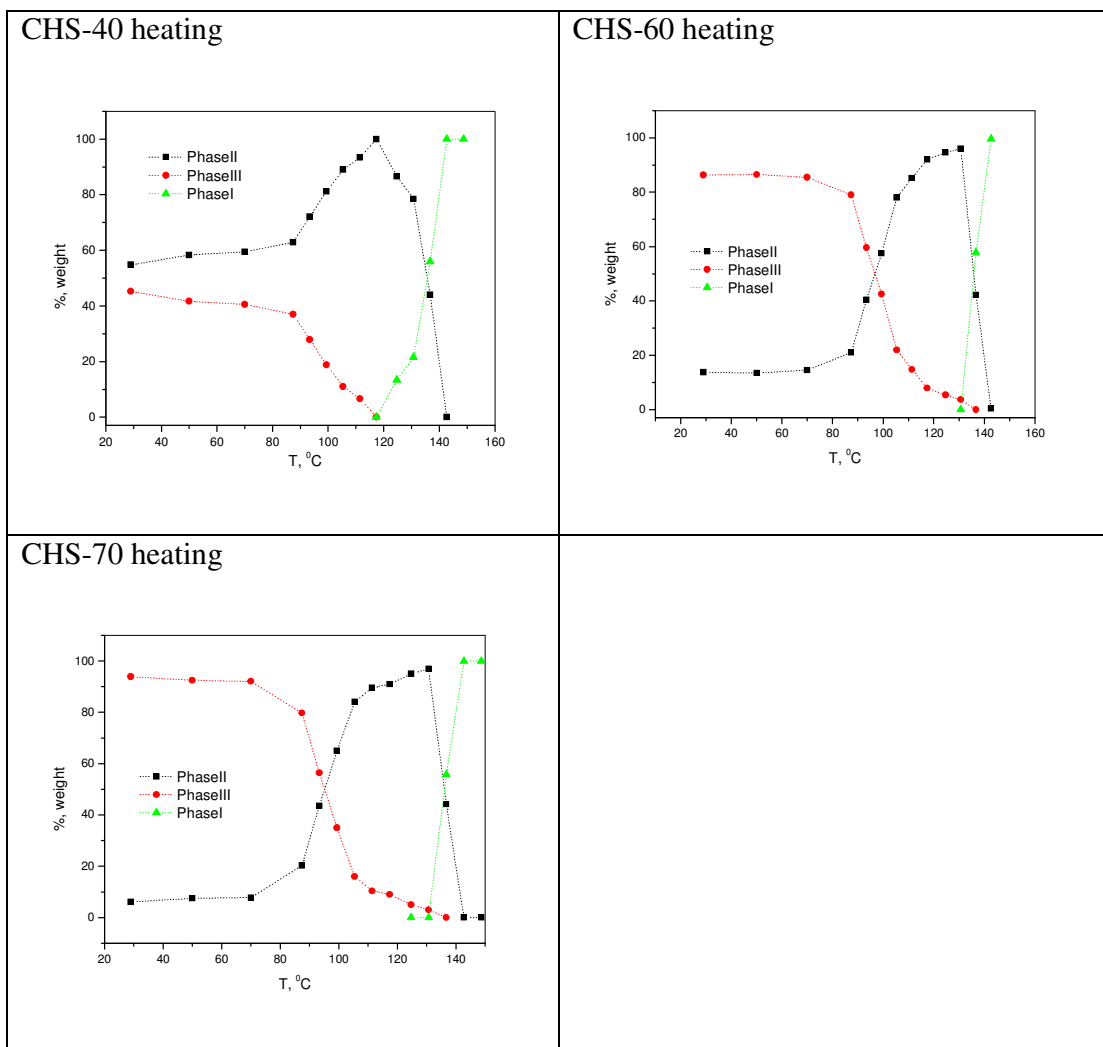 CHS-40 heating
100
80
60
40
20
0
%, weight
PhaseII
PhaseIII
PhaseI
20 40 60 80 100 120 140 160
T, ⁰C
CHS-60 heating
100
80
60
40
20
0
%, weight
PhaseII
PhaseIII
PhaseI
20 40 60 80 100 120 140 160
T, ⁰C
CHS-70 heating
100
80
60
40
20
0
%, weight
PhaseII
PhaseIII
PhaseI
20 40 60 80 100 120 140
T, ⁰C